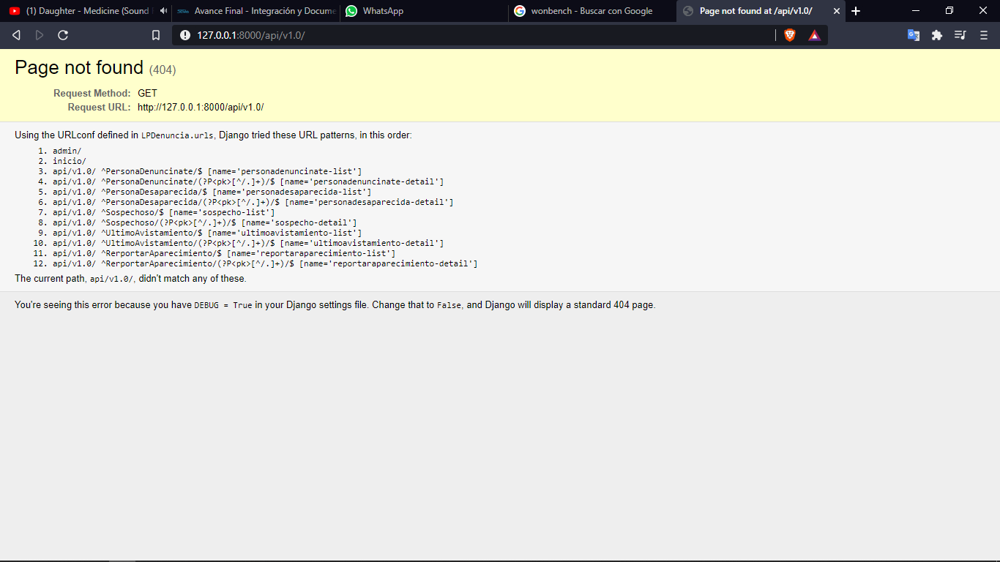 (1) Daughter - Medicine (Sound
Avance Final - Integración y Docume
WhatsApp
wonbench - Buscar con Google
Page not found at /api/v1.0/
127.0.0.1:8000/api/v1.0/
Page not found (404)
Request Method: GET
Request URL: http://127.0.0.1:8000/api/v1.0/
Using the URLconf defined in LPDenuncia.urls, Django tried these URL patterns, in this order:
1. admin/
2. inicio/
3. api/v1.0/ ^PersonaDenuncinate/$ [name='personadenuncinate-list']
4. api/v1.0/ ^PersonaDenuncinate/(?P<pk>[^/.]+)/$ [name='personadenuncinate-detail']
5. api/v1.0/ ^PersonaDesaparecida/$ [name='personadesaparecida-list']
6. api/v1.0/ ^PersonaDesaparecida/(?P<pk>[^/.]+)/$ [name='personadesaparecida-detail']
7. api/v1.0/ ^Sospechoso/$ [name='sospecho-list']
8. api/v1.0/ ^Sospechoso/(?P<pk>[^/.]+)/$ [name='sospecho-detail']
9. api/v1.0/ ^UltimoAvistamiento/$ [name='ultimoavistamiento-list']
10. api/v1.0/ ^UltimoAvistamiento/(?P<pk>[^/.]+)/$ [name='ultimoavistamiento-detail']
11. api/v1.0/ ^RerportarAparecimiento/$ [name='reportaraparecimiento-list']
12. api/v1.0/ ^RerportarAparecimiento/(?P<pk>[^/.]+)/$ [name='reportaraparecimiento-detail']
The current path, api/v1.0/, didn't match any of these.
You're seeing this error because you have DEBUG = True in your Django settings file. Change that to False, and Django will display a standard 404 page.